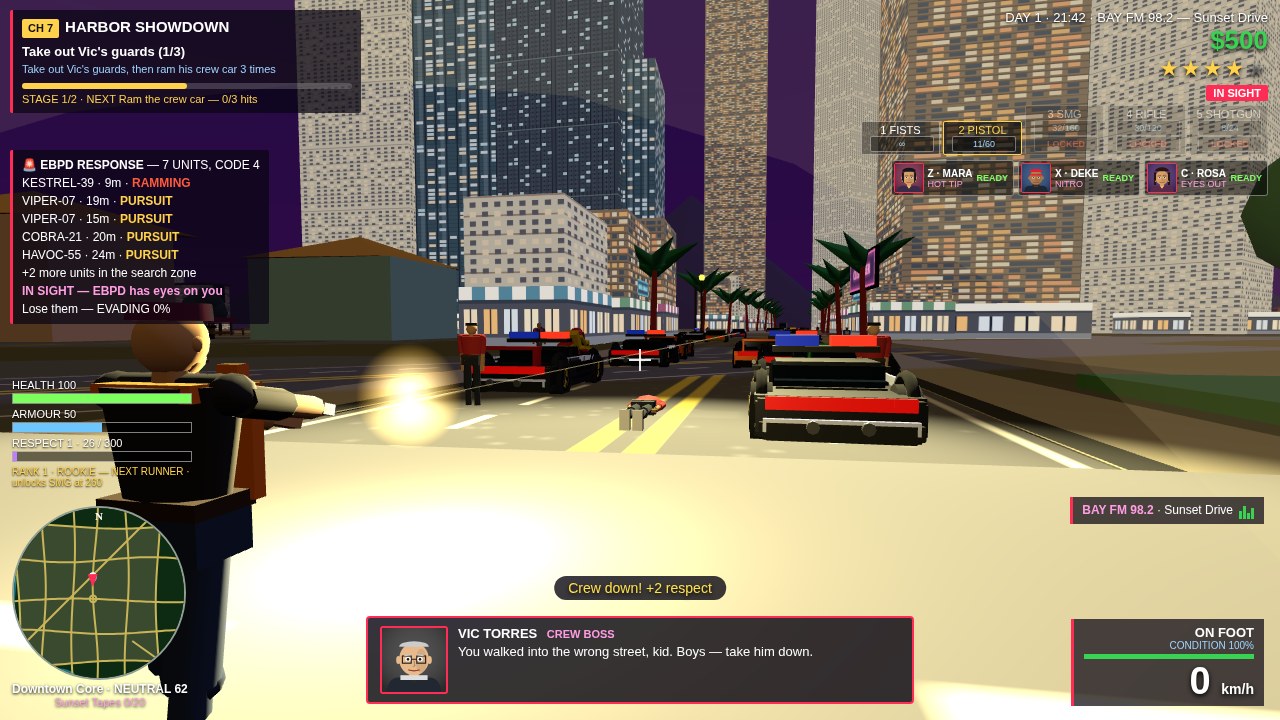 CH 7 HARBOR SHOWDOWN
Take out Vic's guards (1/3)
Take out Vic's guards, then ram his crew car 3 times
STAGE 1/2 · NEXT Ram the crew car — 0/3 hits
DAY 1 · 21:42 · BAY FM 98.2 — Sunset Drive
$500
IN SIGHT
1 FISTS
∞
2 PISTOL
11/60
3 SMG
LOCKED
4 RIFLE
5 SHOTGUN
Z · MARA
HOT TIP
READY
X · DEKE
NITRO
READY
C · ROSA
EYES OUT
READY
EBPD RESPONSE — 7 UNITS, CODE 4
KESTREL-39 · 9m · RAMMING
VIPER-07 · 19m · PURSUIT
VIPER-07 · 15m · PURSUIT
COBRA-21 · 20m · PURSUIT
HAVOC-55 · 24m · PURSUIT
+2 more units in the search zone
IN SIGHT — EBPD has eyes on you
Lose them — EVADING 0%
HEALTH 100
ARMOUR 50
RESPECT 1 · 26 / 300
RANK 1 · ROOKIE — NEXT RUNNER ·
unlocks SMG at 260
N
Downtown Core · NEUTRAL 62
Sunset Tapes 0/20
BAY FM 98.2 · Sunset Drive
Crew down! +2 respect
VIC TORRES CREW BOSS
You walked into the wrong street, kid. Boys — take him down.
ON FOOT
CONDITION 100%
0 km/h